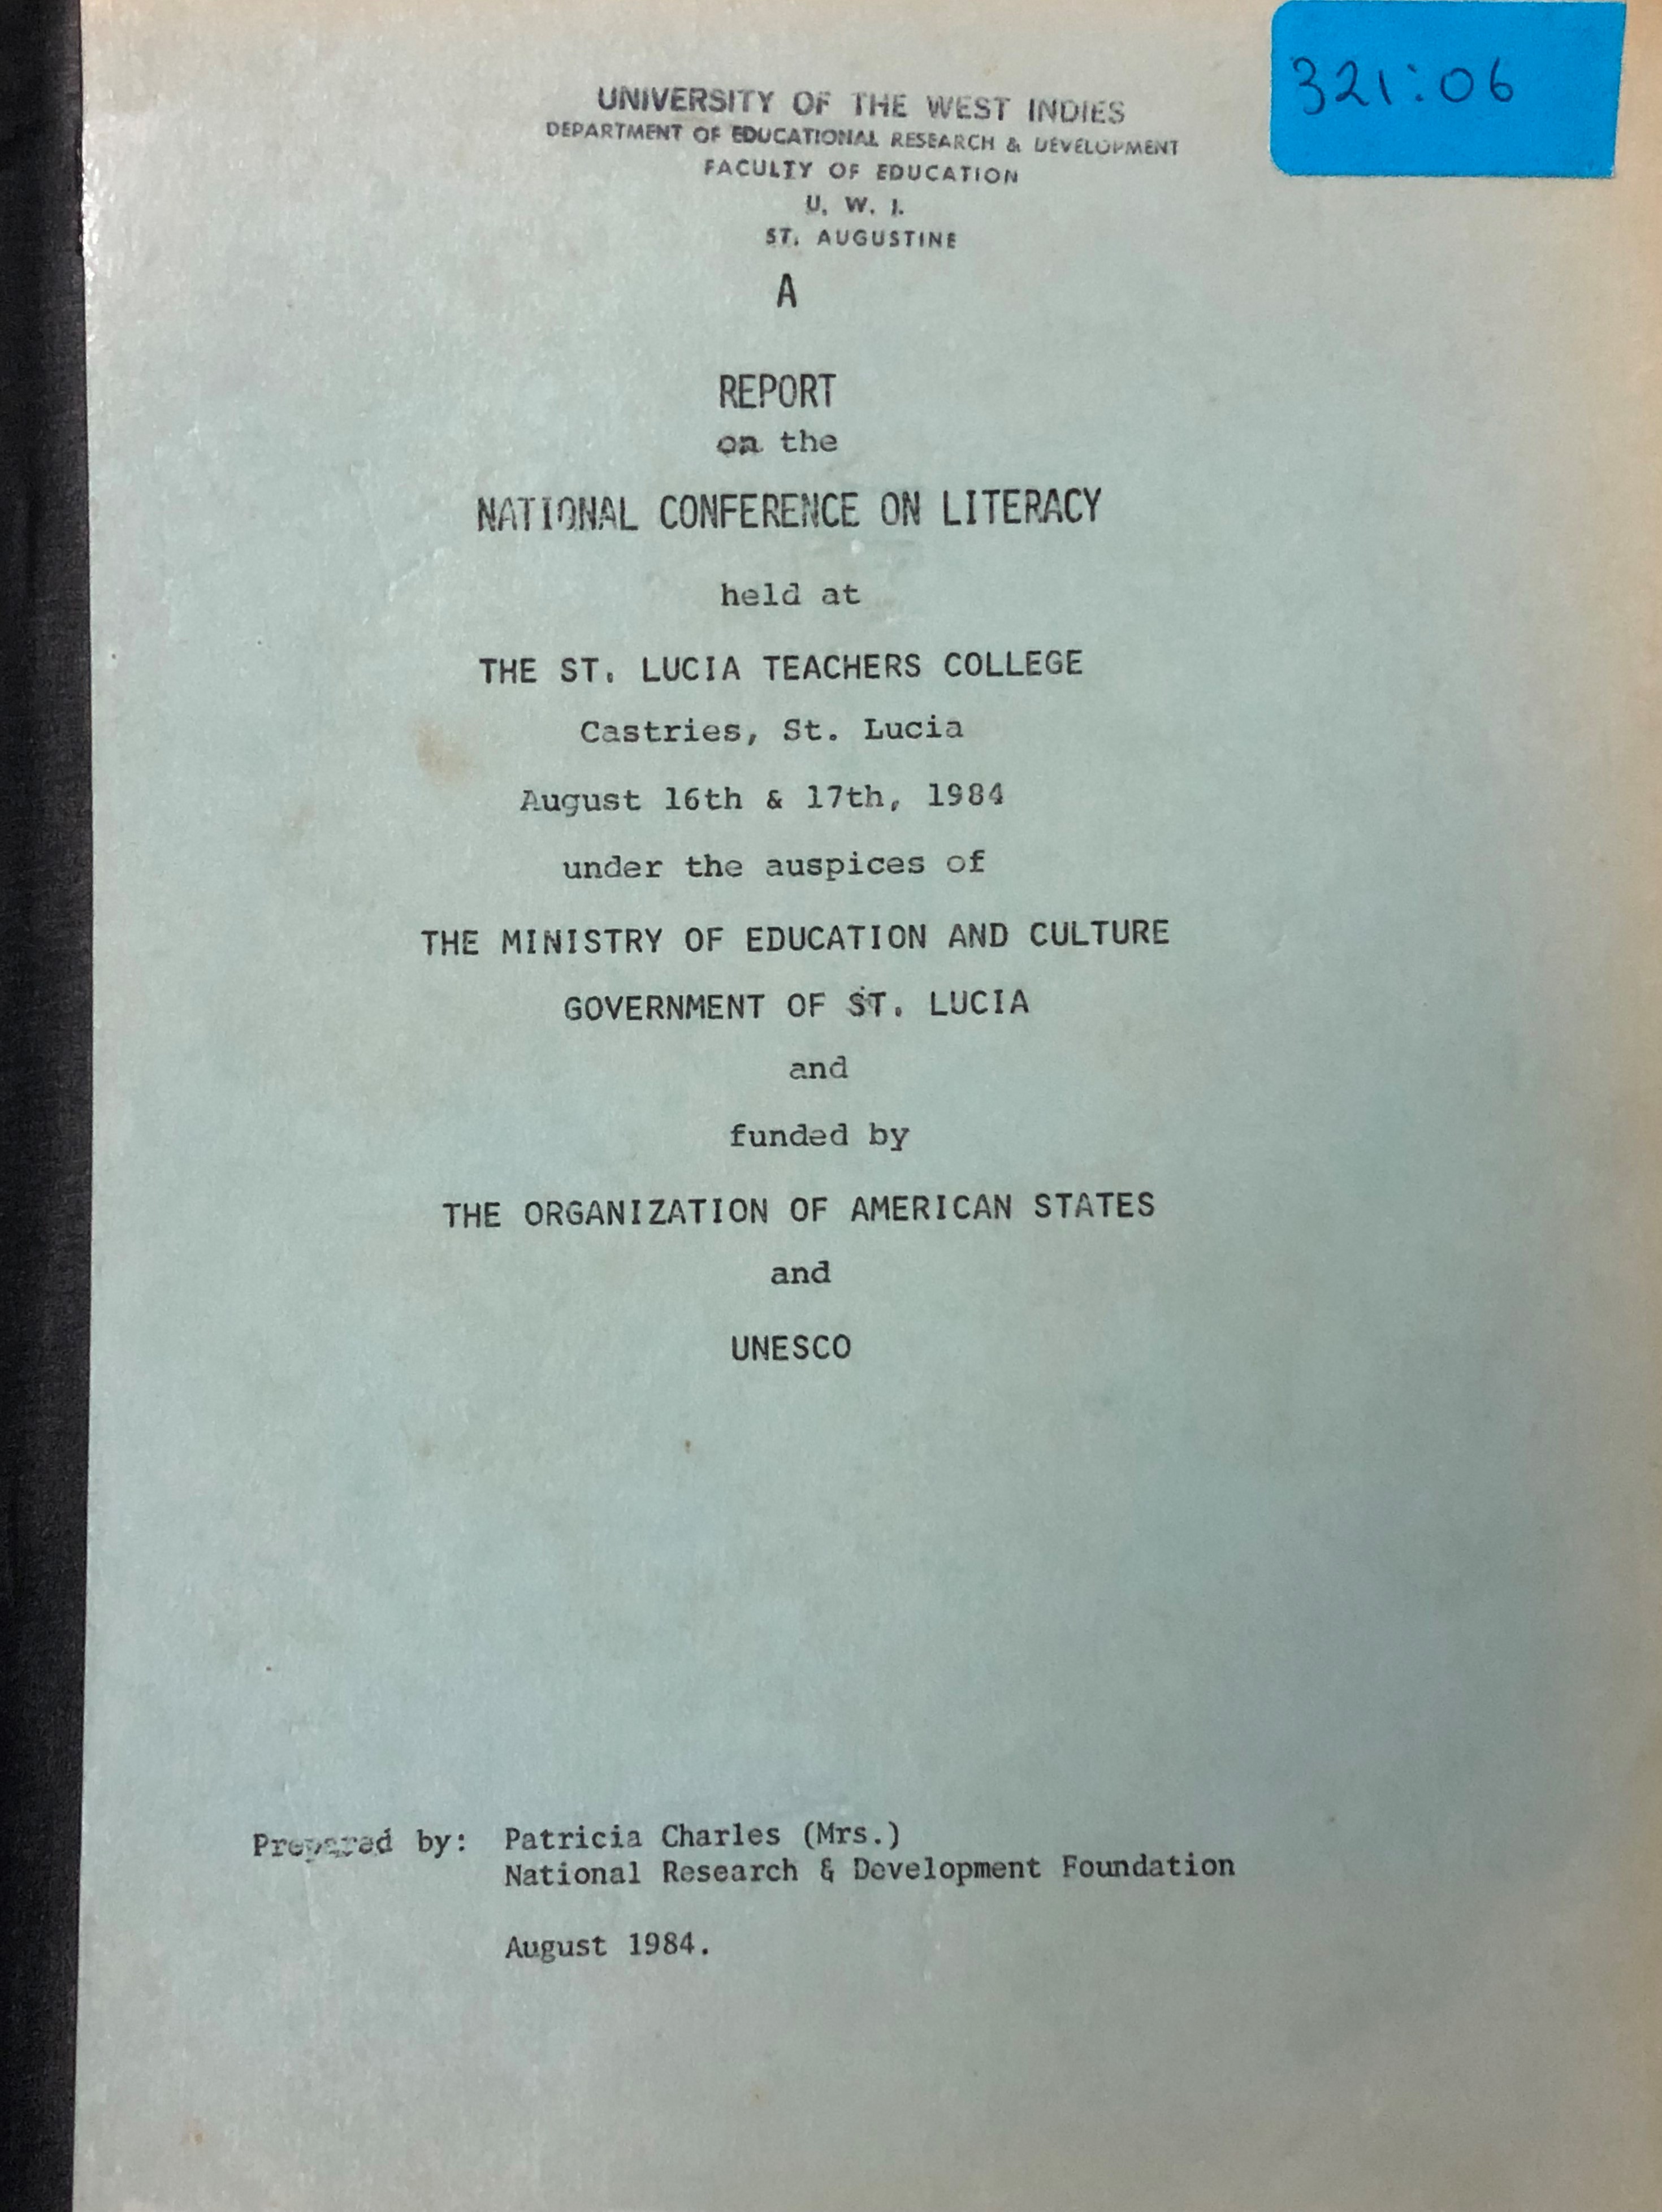 321:06
UNIVERSITY OF THE WEST INDIES
DEPARTMENT OF EDUCATIONAL RESEARCH & DEVELOPMENT
FACULTY OF EDUCATION
U. W. I.
ST. AUGUSTINE
A
REPORT
on the
NATIONAL CONFERENCE ON LITERACY
held at
THE ST. LUCIA TEACHERS COLLEGE
Castries, St. Lucia
August 16th & 17th, 1984
under the auspices of
THE MINISTRY OF EDUCATION AND CULTURE
GOVERNMENT OF ST. LUCIA
and
funded by
THE ORGANIZATION OF AMERICAN STATES
and
UNESCO
Prepared by: Patricia Charles (Mrs.)
National Research & Development Foundation
August 1984.